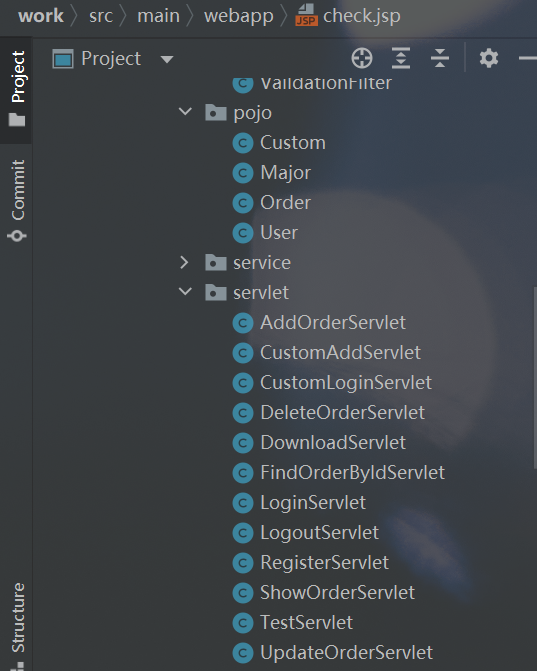 work src main webapp check.jsp
Project
Project
ValidationFilter
pojo
Custom
Major
Order
User
service
servlet
AddOrderServlet
CustomAddServlet
CustomLoginServlet
DeleteOrderServlet
DownloadServlet
FindOrderByIdServlet
LoginServlet
LogoutServlet
RegisterServlet
ShowOrderServlet
TestServlet
UpdateOrderServlet
Commit
Structure